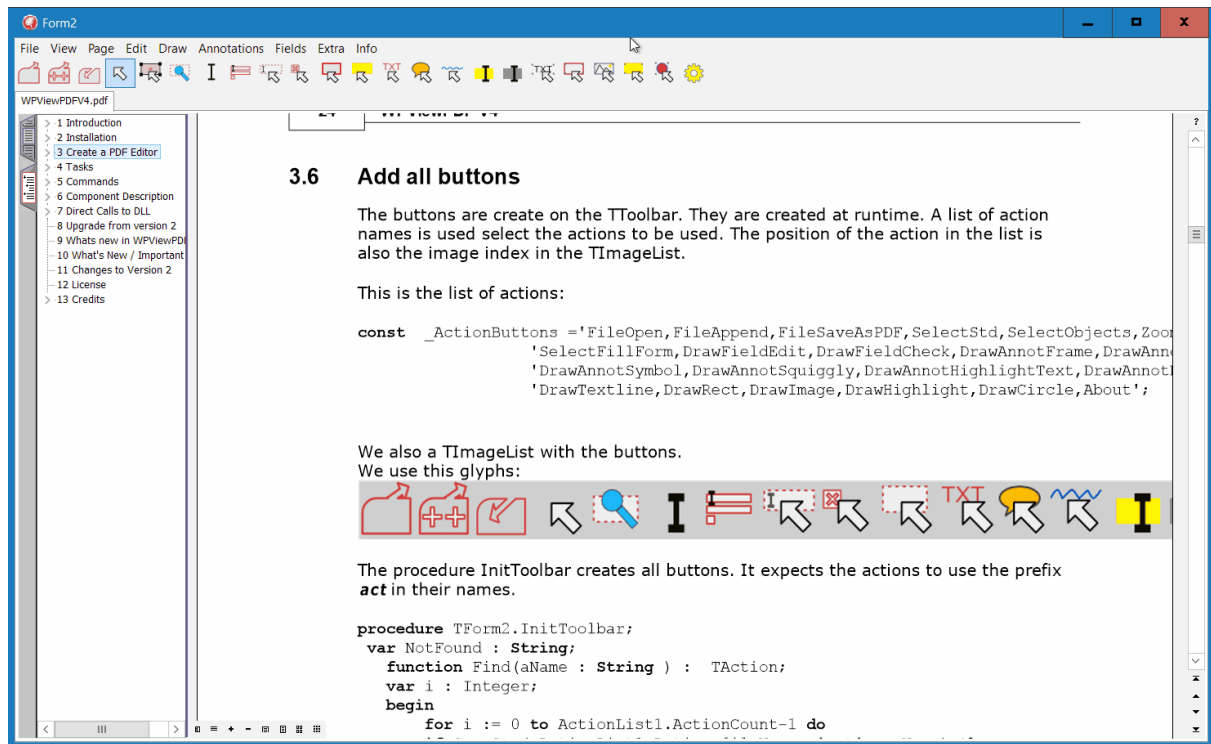 Form2
File View Page Edit Draw Annotations Fields Extra Info
TXT TXT
WPViewPDFV4.pdf
1 Introduction
2 Installation
3 Create a PDF Editor
4 Tasks
5 Commands
6 Component Description
7 Direct Calls to DLL
8 Upgrade from version 2
9 Whats new in WPViewPDF
10 What's New / Important
11 Changes to Version 2
12 License
13 Credits
24 WPViewPDF V4
3.6 Add all buttons
The buttons are create on the TToolbar. They are created at runtime. A list of action
names is used select the actions to be used. The position of the action in the list is
also the image index in the TImageList.
This is the list of actions:
const _ActionButtons ='FileOpen,FileAppend,FileSaveAsPDF,SelectStd,SelectObjects,Zoo
'SelectFillForm,DrawFieldEdit,DrawFieldCheck,DrawAnnotFrame,DrawAnn
'DrawAnnotSymbol,DrawAnnotSquiggly,DrawAnnotHighlightText,DrawAnnot
'DrawTextline,DrawRect,DrawImage,DrawHighlight,DrawCircle,About';
We also a TImageList with the buttons.
We use this glyphs:
TXT
The procedure InitToolbar creates all buttons. It expects the actions to use the prefix
act in their names.
procedure TForm2.InitToolbar;
var NotFound : String;
function Find(aName : String ) : TAction;
var i : Integer;
begin
for i := 0 to ActionList1.ActionCount-1 do